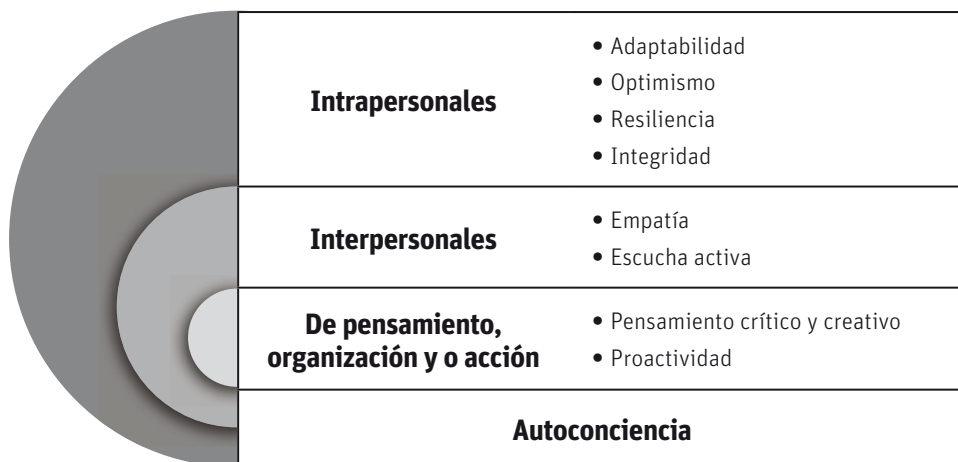 Intrapersonales
• Adaptabilidad
• Optimismo
• Resiliencia
• Integridad
Interpersonales
• Empatía
• Escucha activa
De pensamiento,
organización y o acción
• Pensamiento crítico y creativo
• Proactividad
Autoconciencia